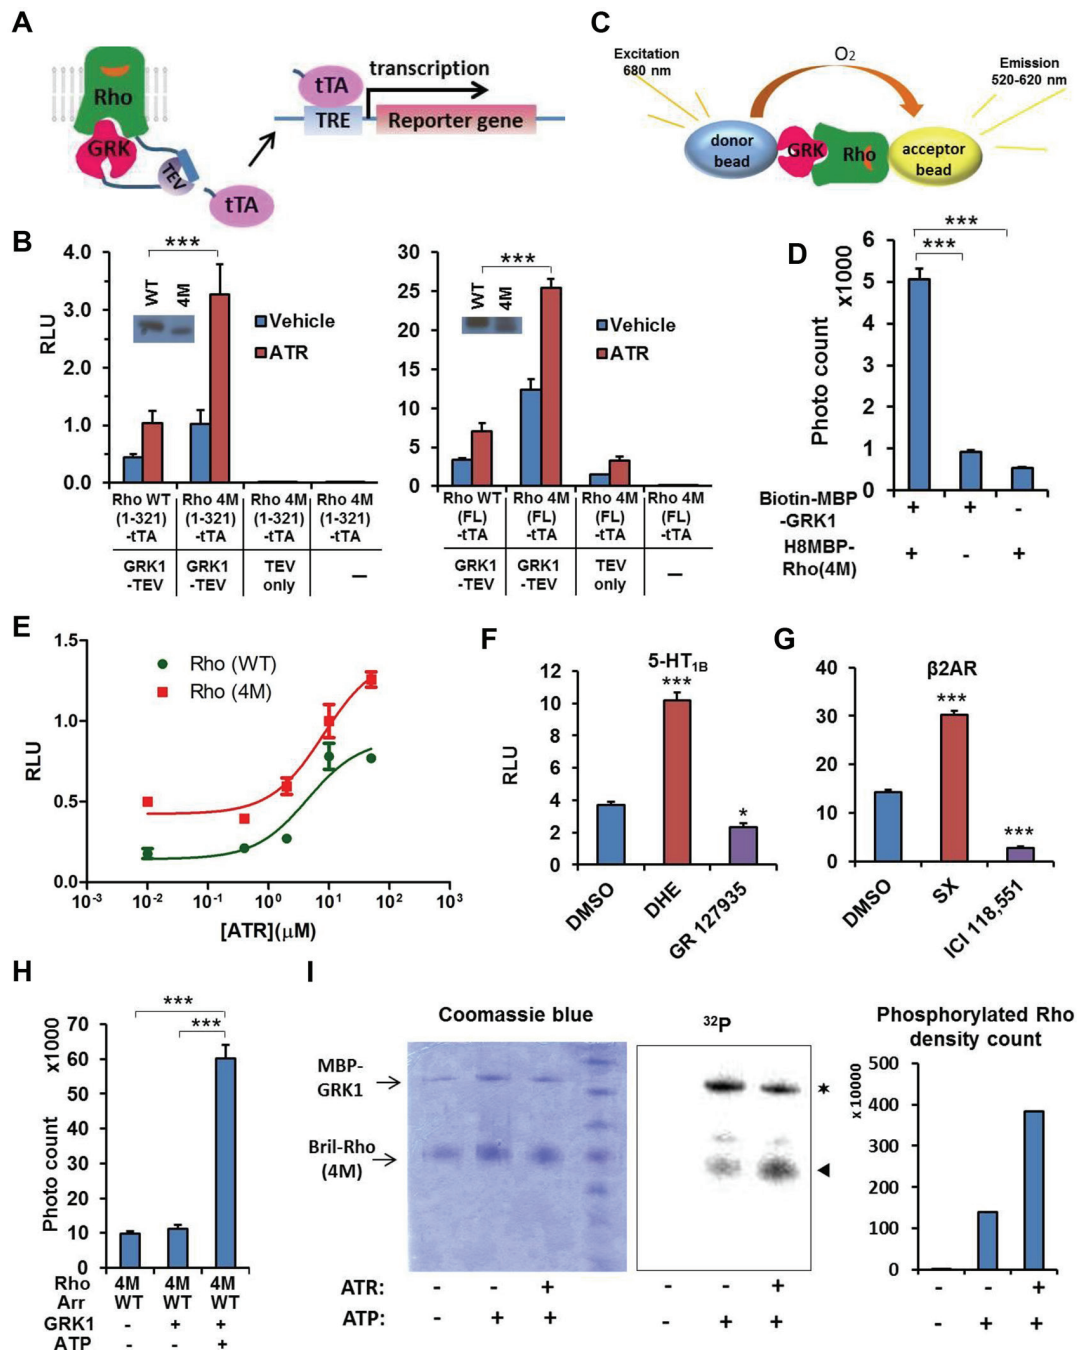 A
Rho
GRK
TEV
tTA
tTA
transcription
TRE
Reporter gene
C
Excitation
680 nm
O2
Emission
520-620 nm
donor
bead
GRK
Rho
acceptor
bead
B
RLU
4.0
3.0
2.0
1.0
0.0
***
WT
4M
Vehicle
ATR
Rho WT
(1-321)
-tTA
Rho 4M
(1-321)
-tTA
Rho 4M
(1-321)
-tTA
Rho 4M
(1-321)
-tTA
GRK1
-TEV
GRK1
-TEV
TEV
only
—
30
25
20
15
10
5
0
***
WT
4M
Vehicle
ATR
Rho WT
(FL)
-tTA
Rho 4M
(FL)
-tTA
Rho 4M
(FL)
-tTA
Rho 4M
(FL)-tTA
GRK1
-TEV
GRK1
-TEV
TEV
only
—
D
Photo count
x1000
6
5
4
3
2
1
0
***
***
Biotin-MBP
-GRK1
+ + -
H8MBP-
Rho(4M)
+ - +
E
RLU
1.5
1.0
0.5
0.0
Rho (WT)
Rho (4M)
10-3 10-2 10-1 100 101 102 103
[ATR](μM)
F
RLU
12
10
8
6
4
2
0
5-HT1B
***
*
DMSO
DHE
GR 127935
G
40
30
20
10
0
β2AR
***
***
DMSO
SX
ICI 118,551
H
Photo count
x1000
70
60
50
40
30
20
10
0
***
***
Rho 4M 4M 4M
Arr WT WT WT
GRK1 - + +
ATP - - +
I
Coomassie blue
MBP-
GRK1
Bril-Rho
(4M)
32P
Phosphorylated Rho
density count
x 10000
500
400
300
200
100
0
ATR: - - +
ATP: - + +
- - +
- + +
- - +
- + +